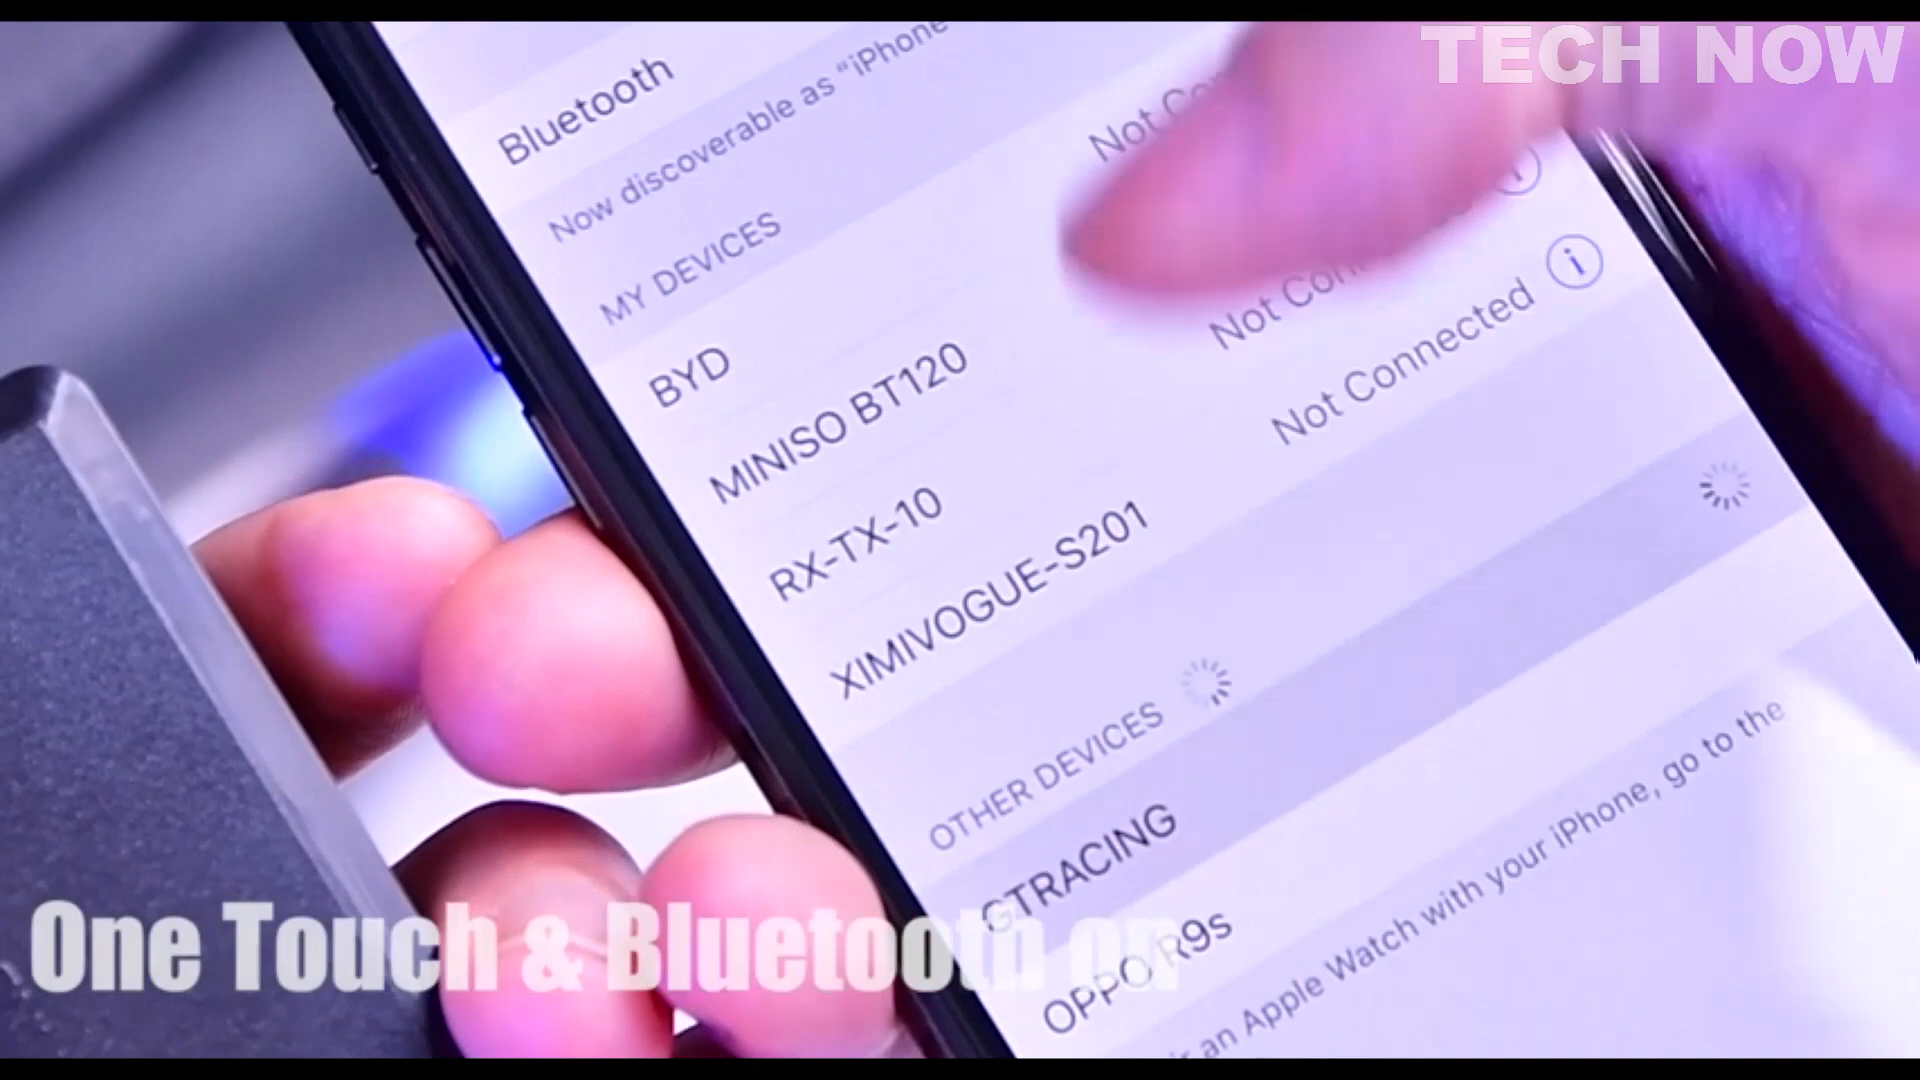 TECH NOW
Bluetooth
Now discoverable as “iPhone
MY DEVICES
BYD
Not
MINISO BT120
RX-TX-10
Not
XIMIVOGUE-S201
Not Connected
OTHER DEVICES
GTRACING
OPPO R9s
an Apple Watch with your iPhone, go to the
One Touch & Bluetooth on